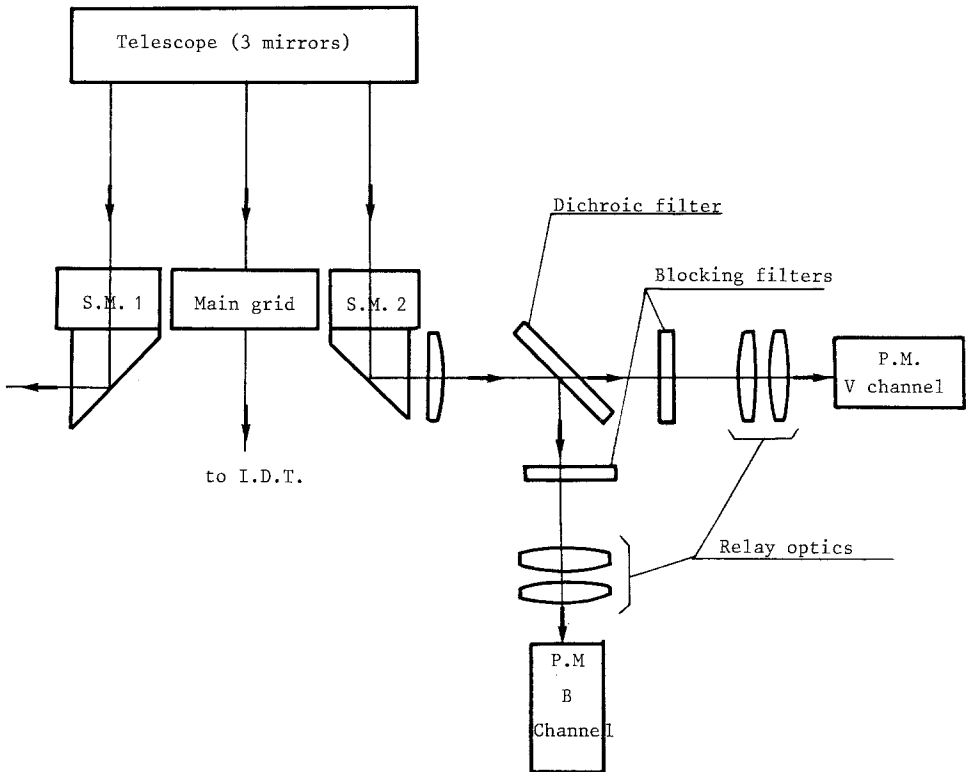 Telescope (3 mirrors)
Dichroic filter
Blocking filters
S.M. 1
Main grid
S.M. 2
P.M.
V channel
to I.D.T.
Relay optics
P.M
B
Channel